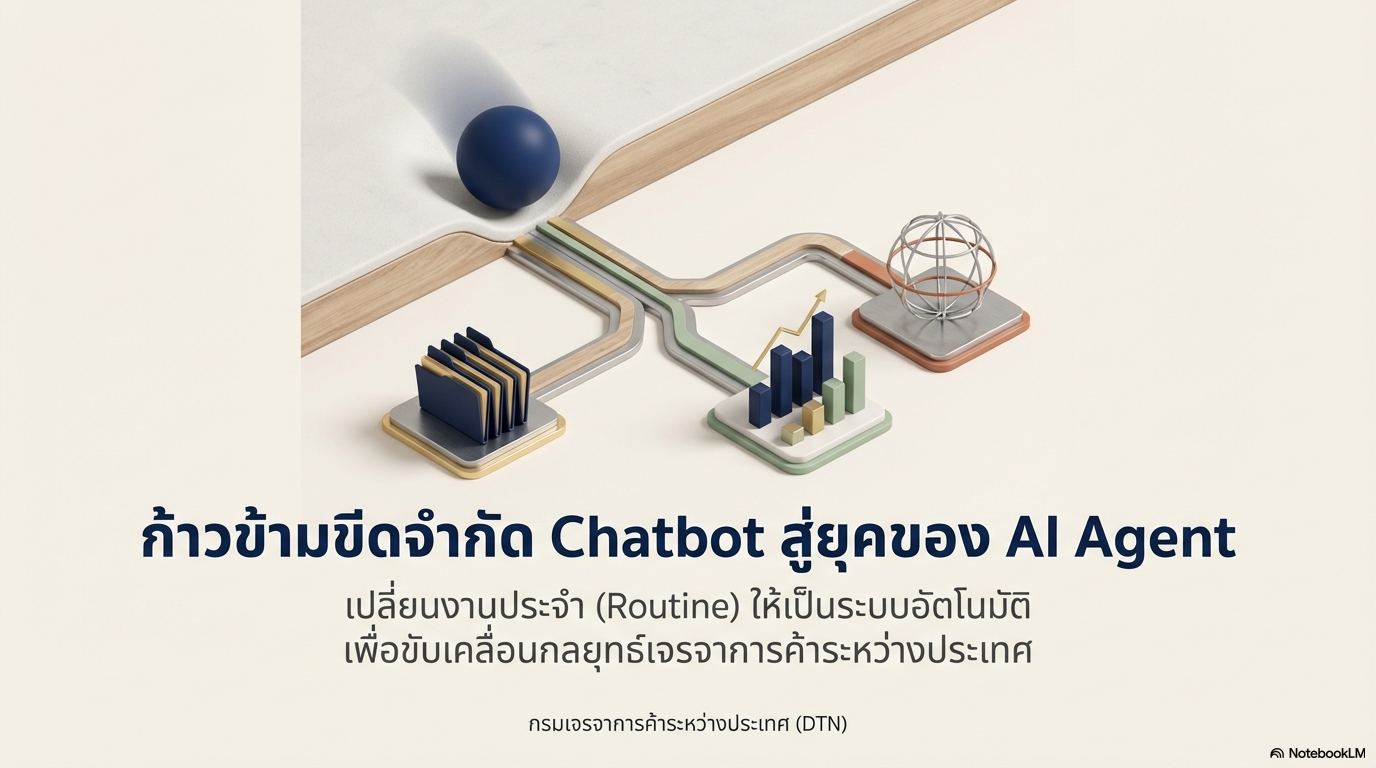 ก้าวข้ามขีดจำกัด Chatbot สู่ยุคของ AI Agent
เปลี่ยนงานประจำ (Routine) ให้เป็นระบบอัตโนมัติ
เพื่อขับเคลื่อนกลยุทธ์เจรจาการค้าระหว่างประเทศ
กรมเจรจาการค้าระหว่างประเทศ (DTN)
NotebookLM